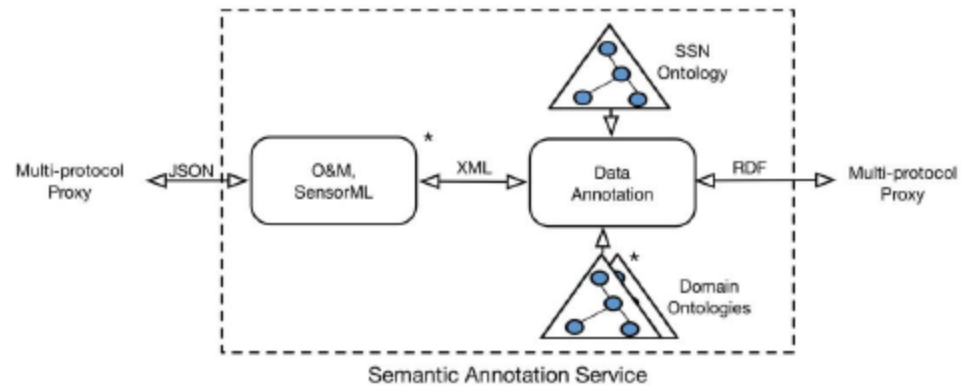 SSN
Ontology
*
Multi-protocol
Proxy
JSON
O&M,
SensorML
XML
Data
Annotation
RDF
Multi-protocol
Proxy
*
Domain
Ontologies
Semantic Annotation Service